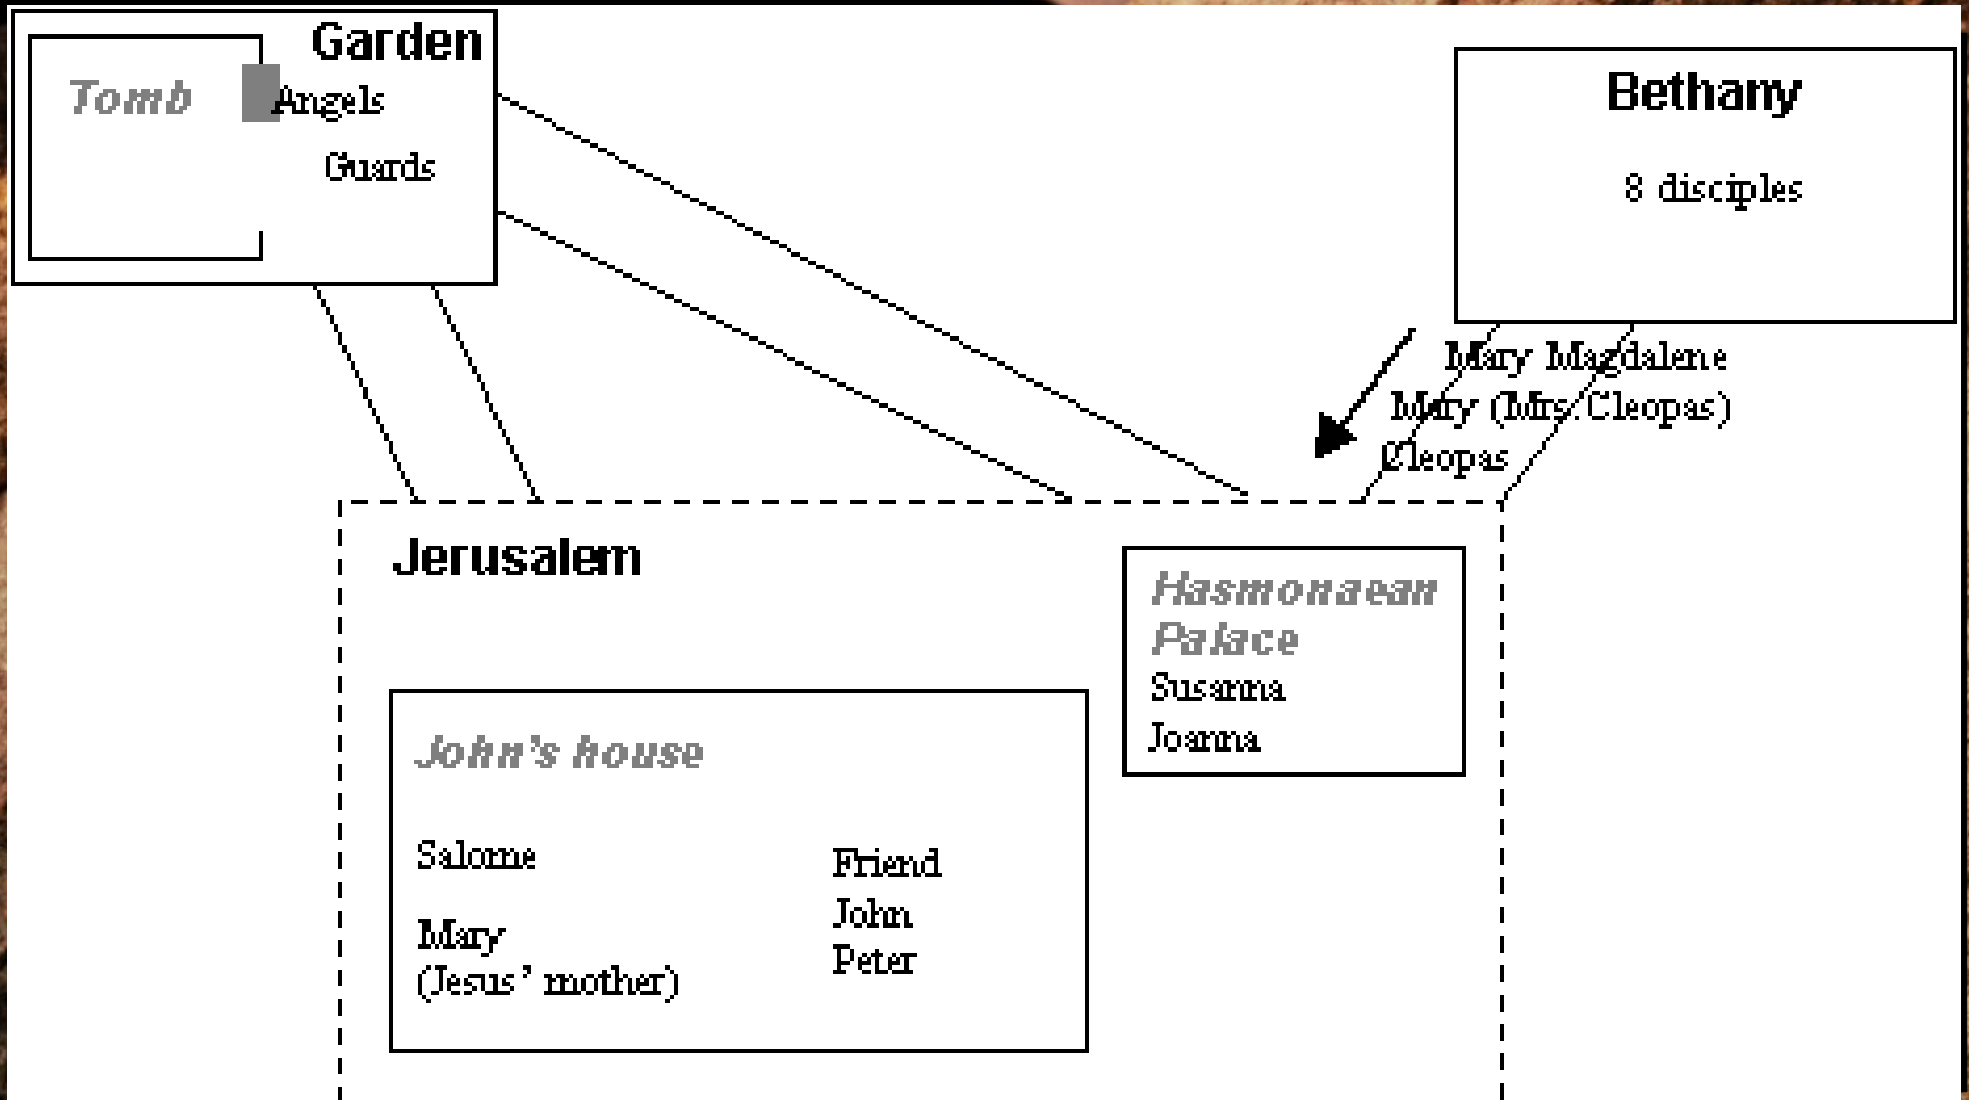 Garden
Tomb
Angels
Guards
Bethany
8 disciples
Mary Magdalene
Mary (Mrs.Cleopas)
Cleopas
Jerusalem
Hasmonaean
Palace
Susanna
Joanna
John's house
Salome
Mary
(Jesus' mother)
Friend
John
Peter